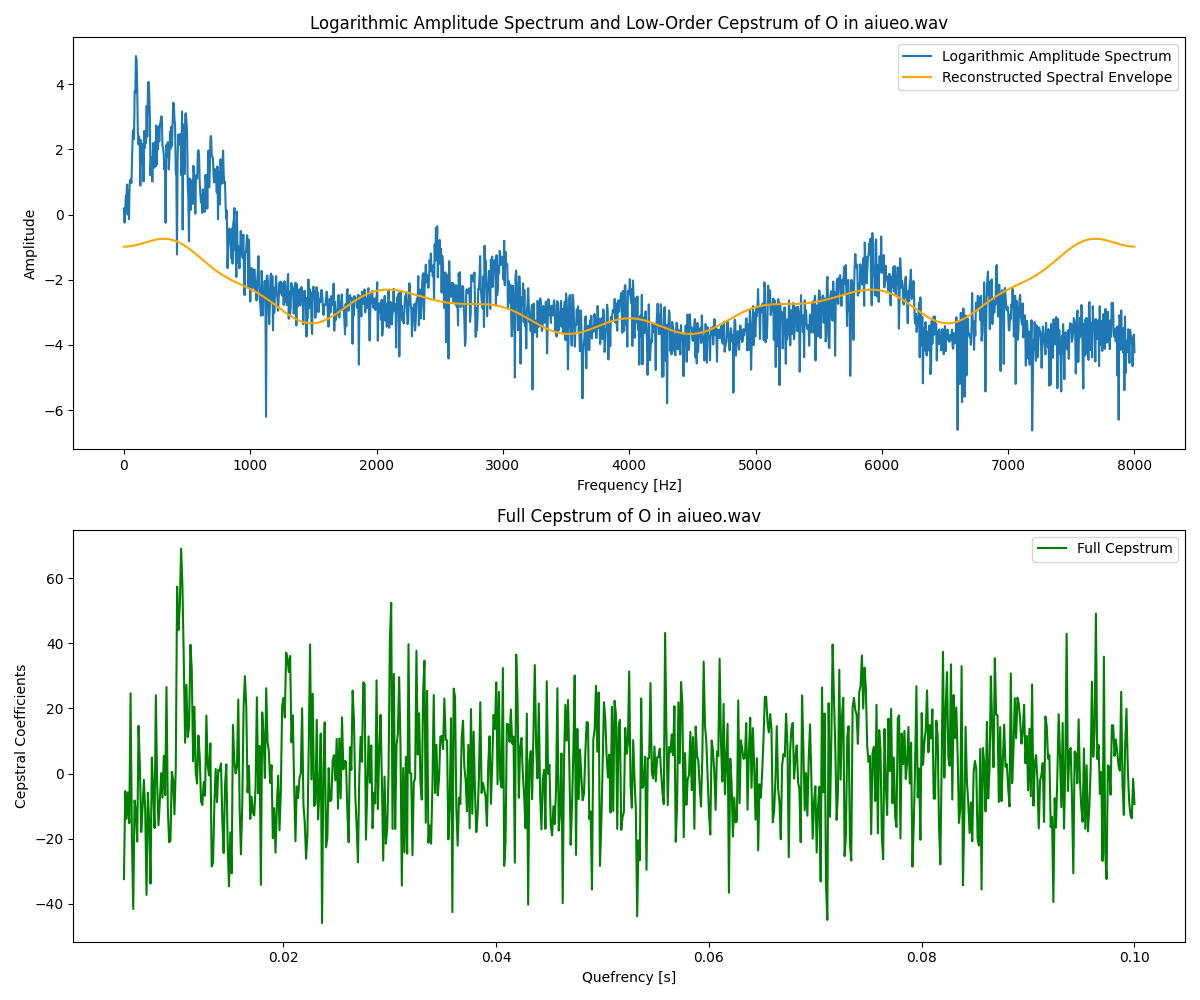 Logarithmic Amplitude Spectrum and Low-Order Cepstrum of O in aiueo.wav
Logarithmic Amplitude Spectrum
Reconstructed Spectral Envelope
Amplitude
4
2
0
−2
−4
−6
0 1000 2000 3000 4000 5000 6000 7000 8000
Frequency [Hz]
Full Cepstrum of O in aiueo.wav
Full Cepstrum
Cepstral Coefficients
60
40
20
0
−20
−40
0.02 0.04 0.06 0.08 0.10
Quefrency [s]